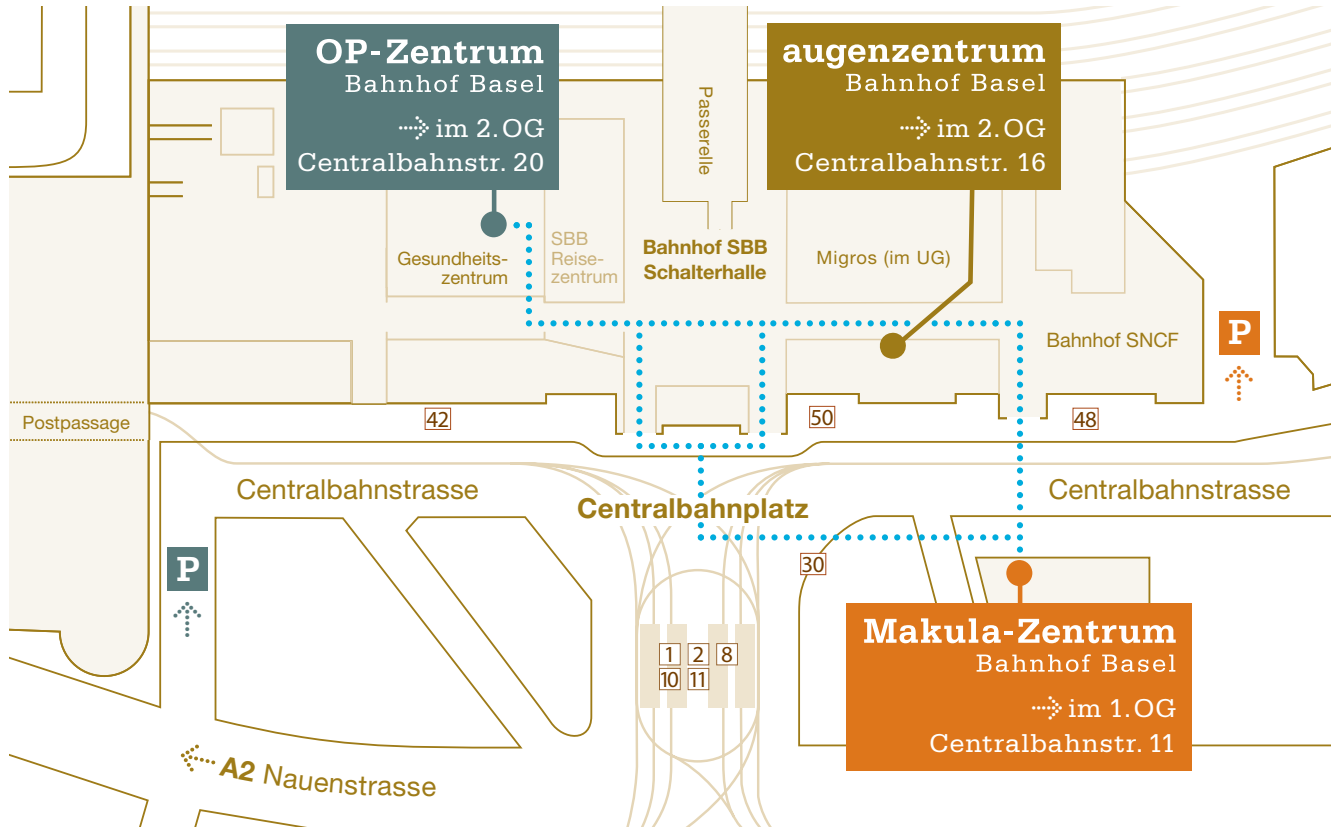 OP-Zentrum
Bahnhof Basel
im 2.OG
Centralbahnstr. 20
augenzentrum
Bahnhof Basel
im 2.OG
Centralbahnstr. 16
Passerelle
Gesundheits-
zentrum
SBB
Reise-
zentrum
Bahnhof SBB
Schalterhalle
Migros (im UG)
Bahnhof SNCF
P
Postpassage
42
50
48
Centralbahnstrasse
Centralbahnplatz
Centralbahnstrasse
P
30
1 2 8
10 11
Makula-Zentrum
Bahnhof Basel
im 1.OG
Centralbahnstr. 11
A2 Nauenstrasse